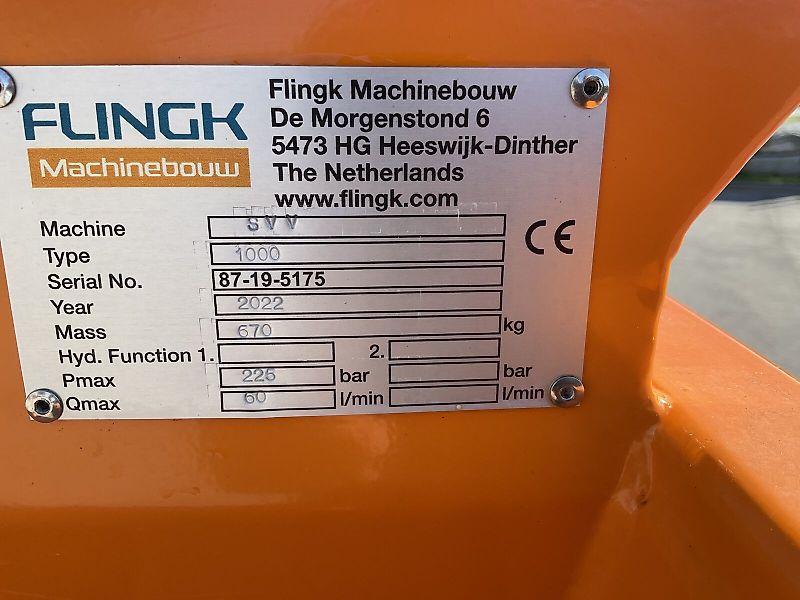 FLINGK
Machinebouw
Flingk Machinebouw
De Morgenstond 6
5473 HG Heeswijk-Dinther
The Netherlands
www.flingk.com
Machine SVV
Type 1000
Serial No. 87-19-5175
Year 2022
Mass 670 kg
Hyd. Function 1. 2.
Pmax 225 bar bar
Qmax 60 l/min l/min
CE